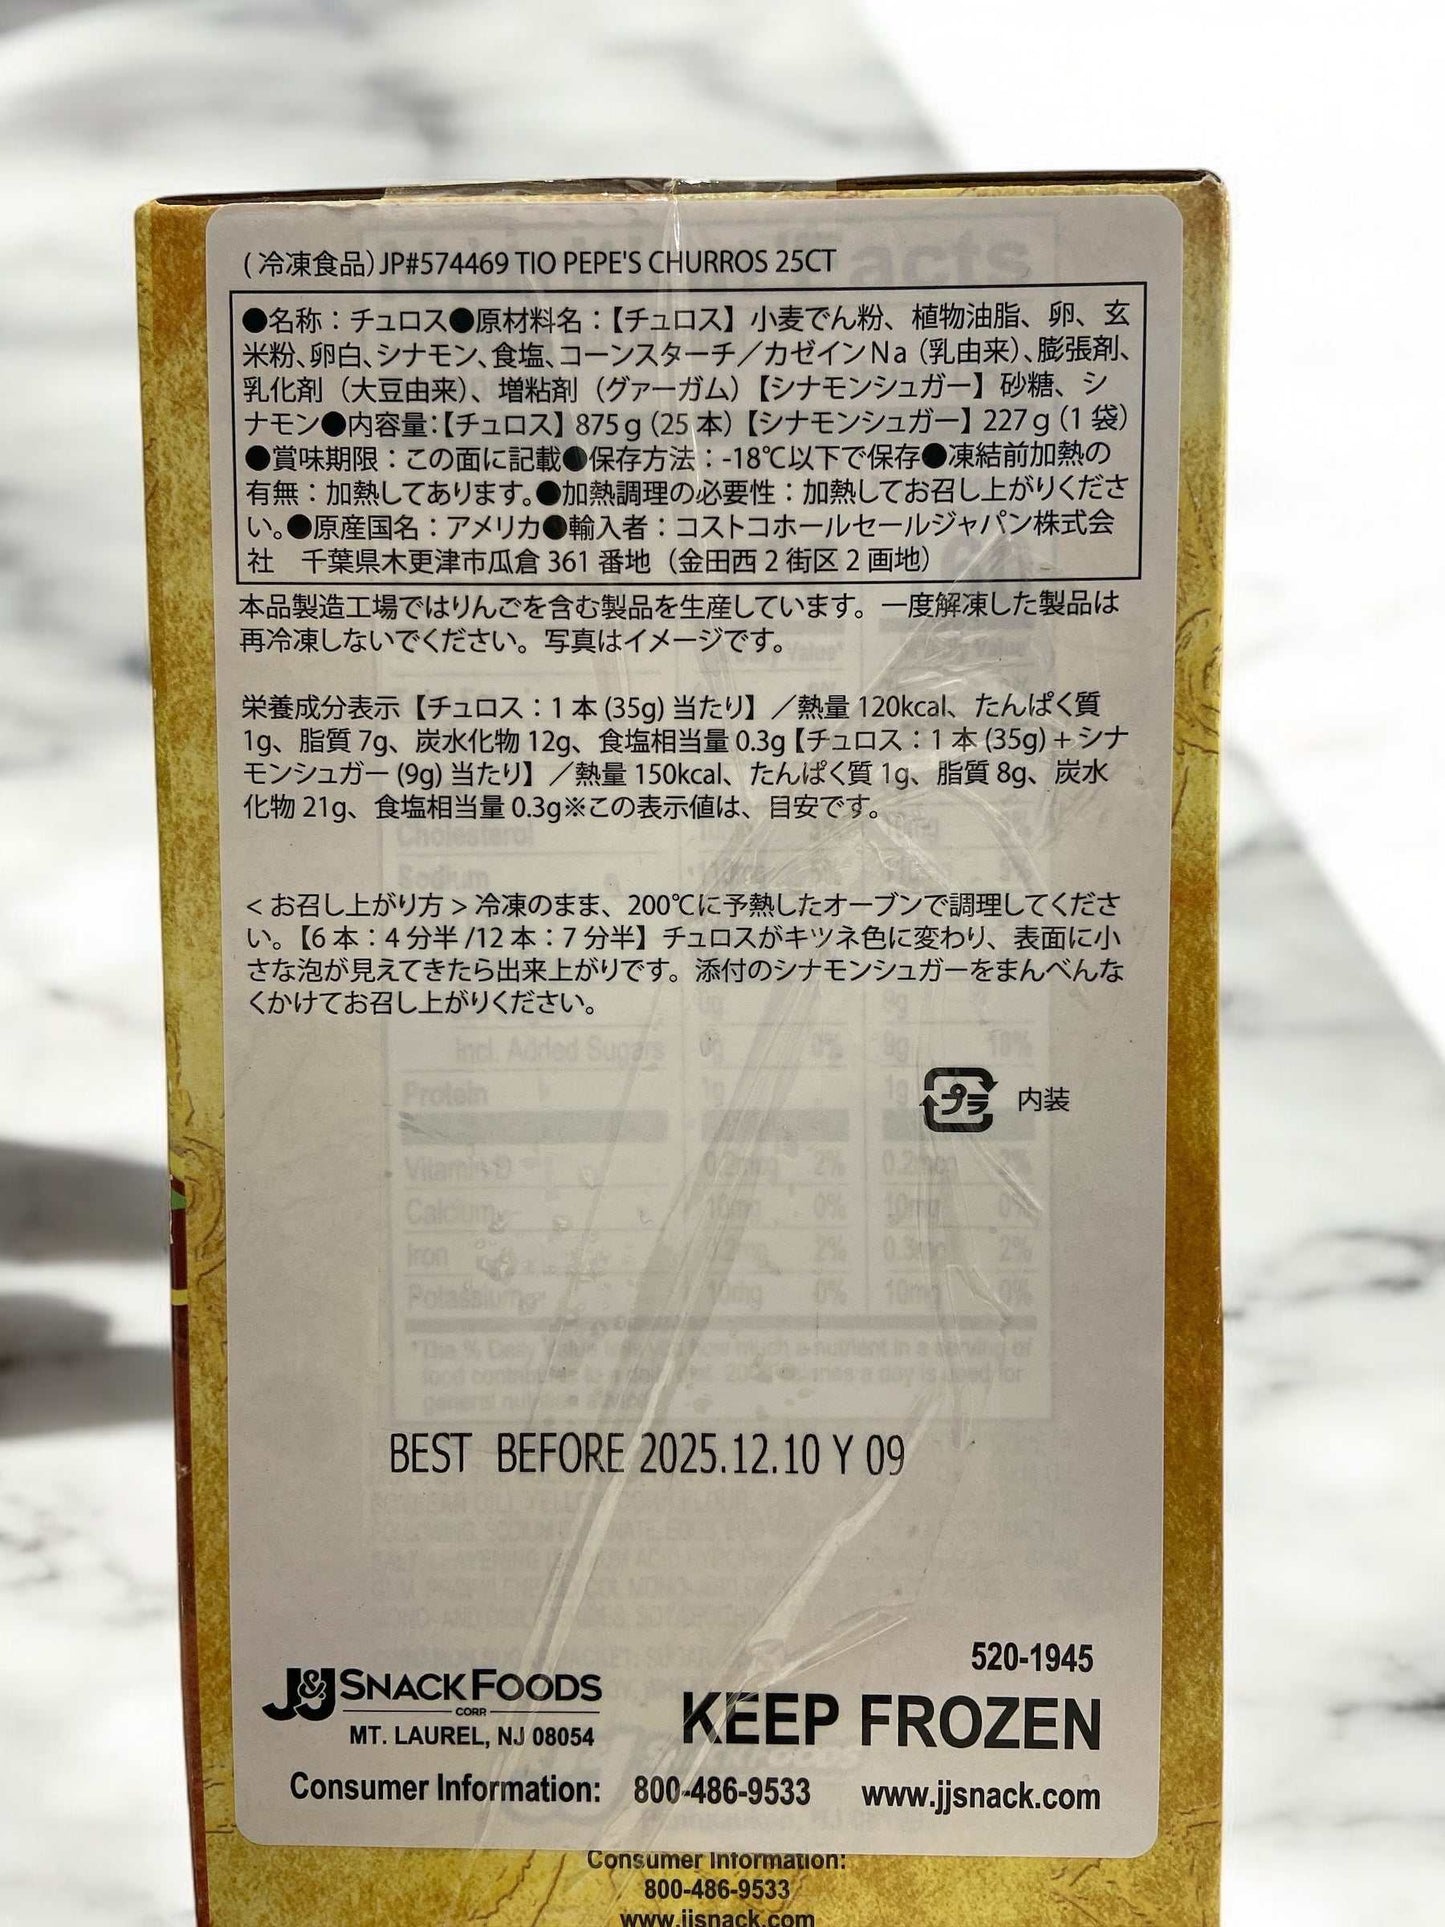 (冷凍食品) JP#574469 TIO PEPE'S CHURROS 25CT
●名称：チュロス●原材料名：【チュロス】小麦でん粉、植物油脂、卵、玄
米粉、卵白、シナモン、食塩、コーンスターチ／カゼインNa（乳由来）、膨張剤、
乳化剤（大豆由来）、増粘剤（グァーガム）【シナモンシュガー】砂糖、シ
ナモン●内容量：【チュロス】875g（25本）【シナモンシュガー】227g（1袋）
●賞味期限：この面に記載●保存方法：-18℃以下で保存●凍結前加熱の
有無：加熱してあります。●加熱調理の必要性：加熱してお召し上がりくださ
い。●原産国名：アメリカ●輸入者：コストコホールセールジャパン株式会
社　千葉県木更津市瓜倉361番地（金田西2街区2画地）
本品製造工場ではりんごを含む製品を生産しています。一度解凍した製品は
再冷凍しないでください。写真はイメージです。
栄養成分表示【チュロス：1本(35g)当たり】／熱量120kcal、たんぱく質
1g、脂質7g、炭水化物12g、食塩相当量0.3g【チュロス：1本(35g)＋シナ
モンシュガー(9g)当たり】／熱量150kcal、たんぱく質1g、脂質8g、炭水
化物21g、食塩相当量0.3g※この表示値は、目安です。
<お召し上がり方>冷凍のまま、200℃に予熱したオーブンで調理してくださ
い。【6本：4分半/12本：7分半】チュロスがキツネ色に変わり、表面に小
さな泡が見えてきたら出来上がりです。添付のシナモンシュガーをまんべんな
くかけてお召し上がりください。
プラ 内装
BEST BEFORE 2025.12.10 Y 09
520-1945
J&J SNACK FOODS
CORP.
MT. LAUREL, NJ 08054
KEEP FROZEN
Consumer Information: 800-486-9533 www.jjsnack.com
Consumer Information:
800-486-9533
www.jjsnack.com